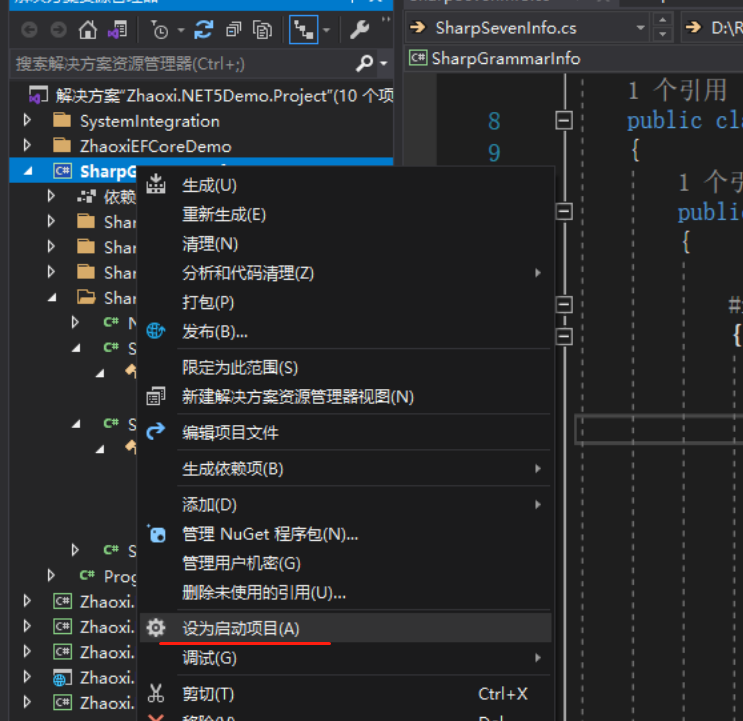 搜索解决方案资源管理器(Ctrl+;)
解决方案"Zhaoxi.NET5Demo.Project"(10 个项
SystemIntegration
ZhaoxiEFCoreDemo
SharpG
依赖
Shar
Shar
Shar
Shar
C# N
C# S
C# S
C# S
C# Prog
C# Zhaoxi.
C# Zhaoxi.
C# Zhaoxi.
Zhaoxi.
C# Zhaoxi.
生成(U)
重新生成(E)
清理(N)
分析和代码清理(Z)
打包(P)
发布(B)...
限定为此范围(S)
新建解决方案资源管理器视图(N)
编辑项目文件
生成依赖项(B)
添加(D)
管理 NuGet 程序包(N)...
管理用户机密(G)
删除未使用的引用(U)...
设为启动项目(A)
调试(G)
剪切(T) Ctrl+X
SharpSevenInfo.cs
D:\R
C# SharpGrammarInfo
1 个引用
8 public cla
9 {
1 个引
public
{
#
{